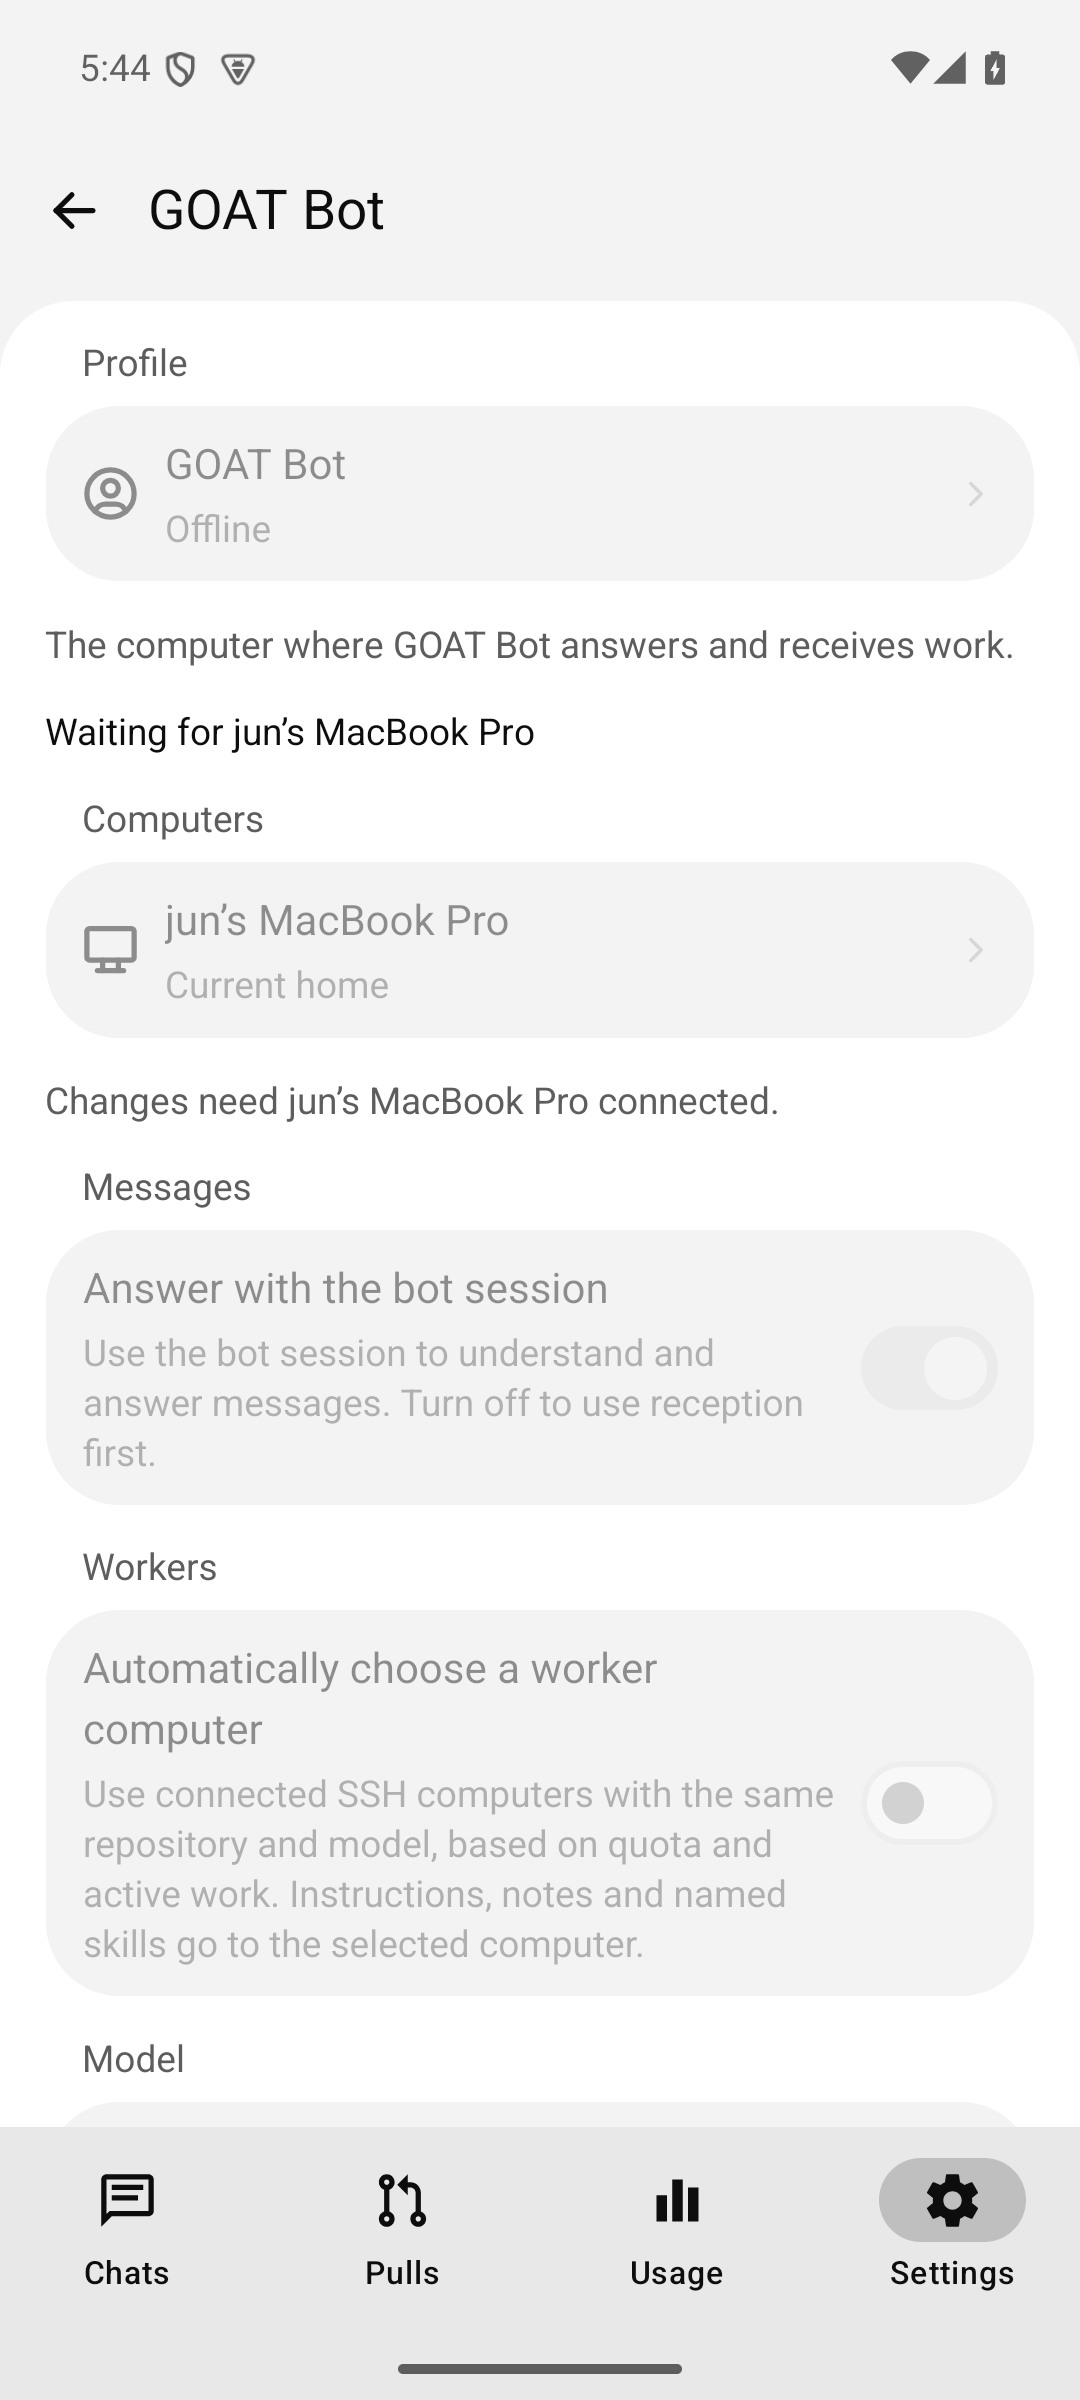 5:44
GOAT Bot
Profile
GOAT Bot
Offline
The computer where GOAT Bot answers and receives work.
Waiting for jun’s MacBook Pro
Computers
jun’s MacBook Pro
Current home
Changes need jun’s MacBook Pro connected.
Messages
Answer with the bot session
Use the bot session to understand and
answer messages. Turn off to use reception
first.
Workers
Automatically choose a worker
computer
Use connected SSH computers with the same
repository and model, based on quota and
active work. Instructions, notes and named
skills go to the selected computer.
Model
Chats
Pulls
Usage
Settings